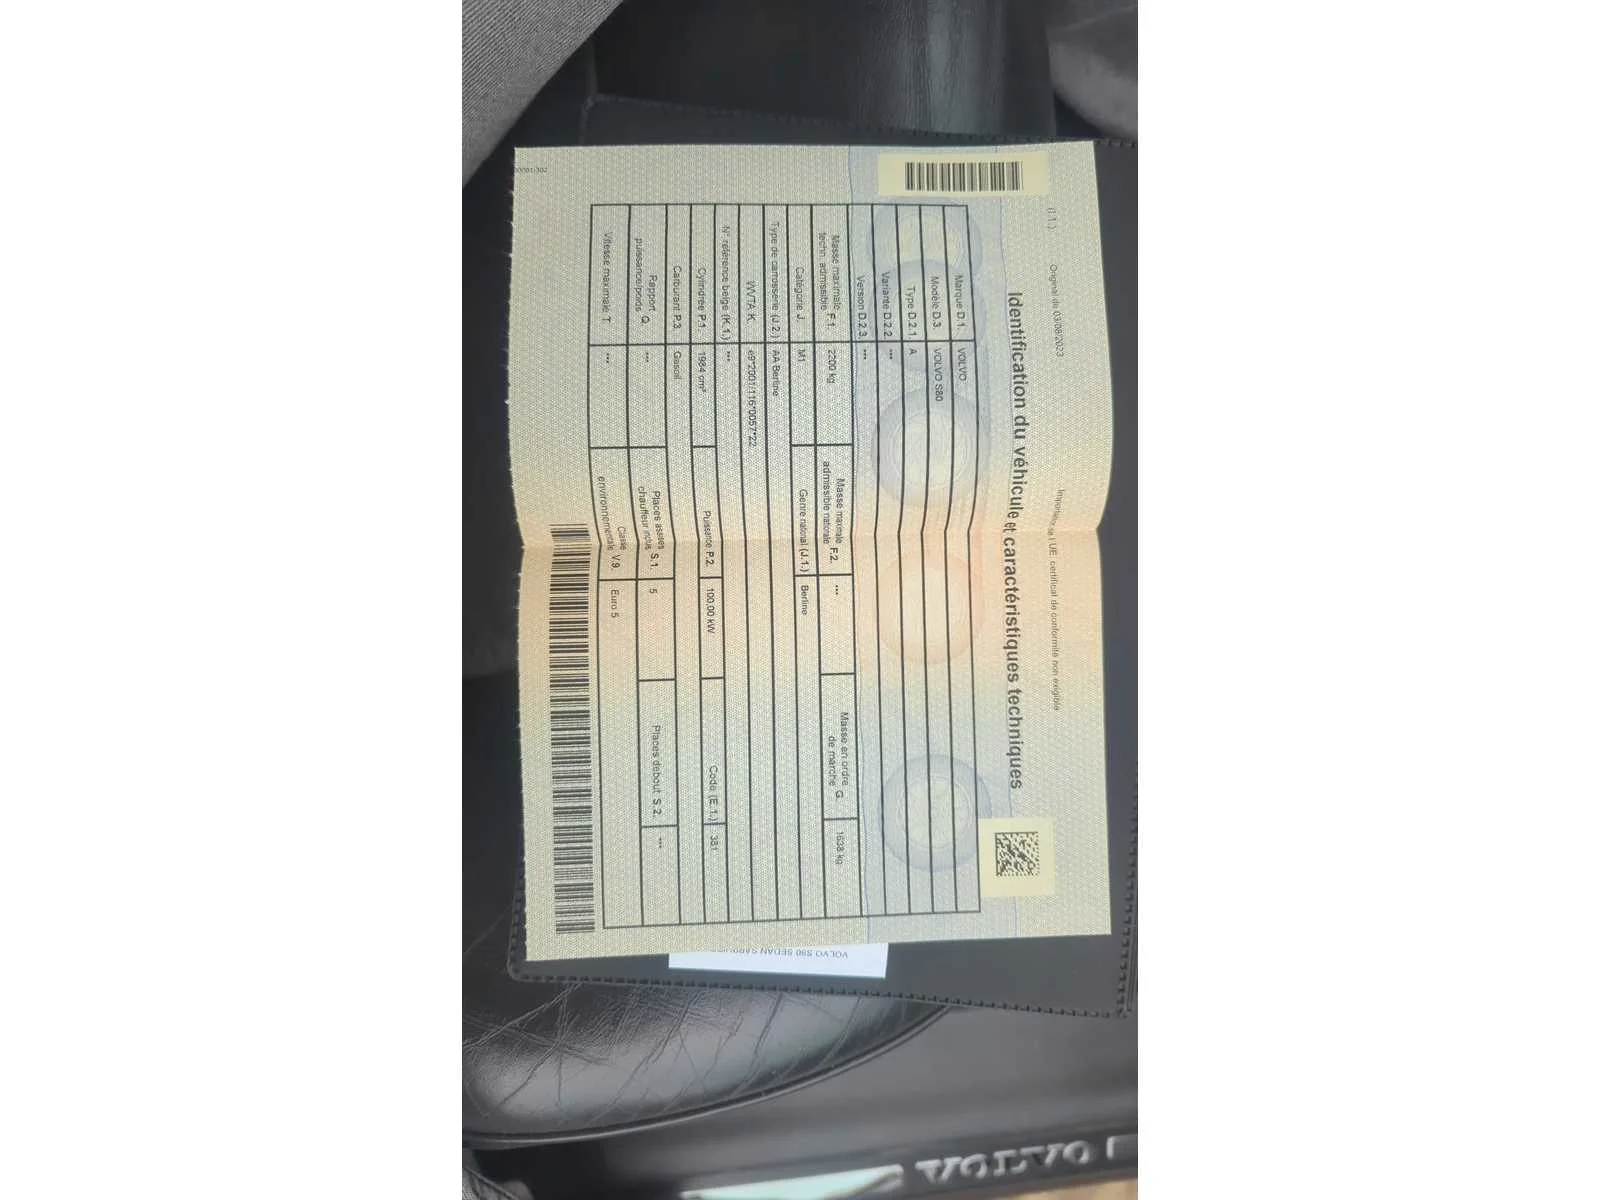 (I.1.) Original du 03/08/2023 Importé de l'UE certificat de conformité non exigible
Identification du véhicule et caractéristiques techniques
Marque D.1. VOLVO
Modèle D.3. VOLVO S80
Type D.2.1. A
Variante D.2.2. ***
Version D.2.3. ***
Masse maximale techn. admissible F.1. 2200 kg Masse maximale admissible nationale F.2. *** Masse en ordre de marche G. 1638 kg
Catégorie J. M1 Genre national (J.1.) Berline
Type de carrosserie (J.2.) AA Berline
WVTA K. e9*2001/116*0057*22
N° référence belge (K.1.) ***
Cylindrée P.1. 1984 cm³ Puissance P.2. 100,00 kW Code (E.1.) 381
Carburant P.3. Gasoil
Rapport puissance/poids Q. *** Places assises chauffeur inclus S.1. 5 Places debout S.2. ***
Vitesse maximale T. *** Classe environnementale V.9. Euro 5
VOLVO S80 SEDAN
VOLVO